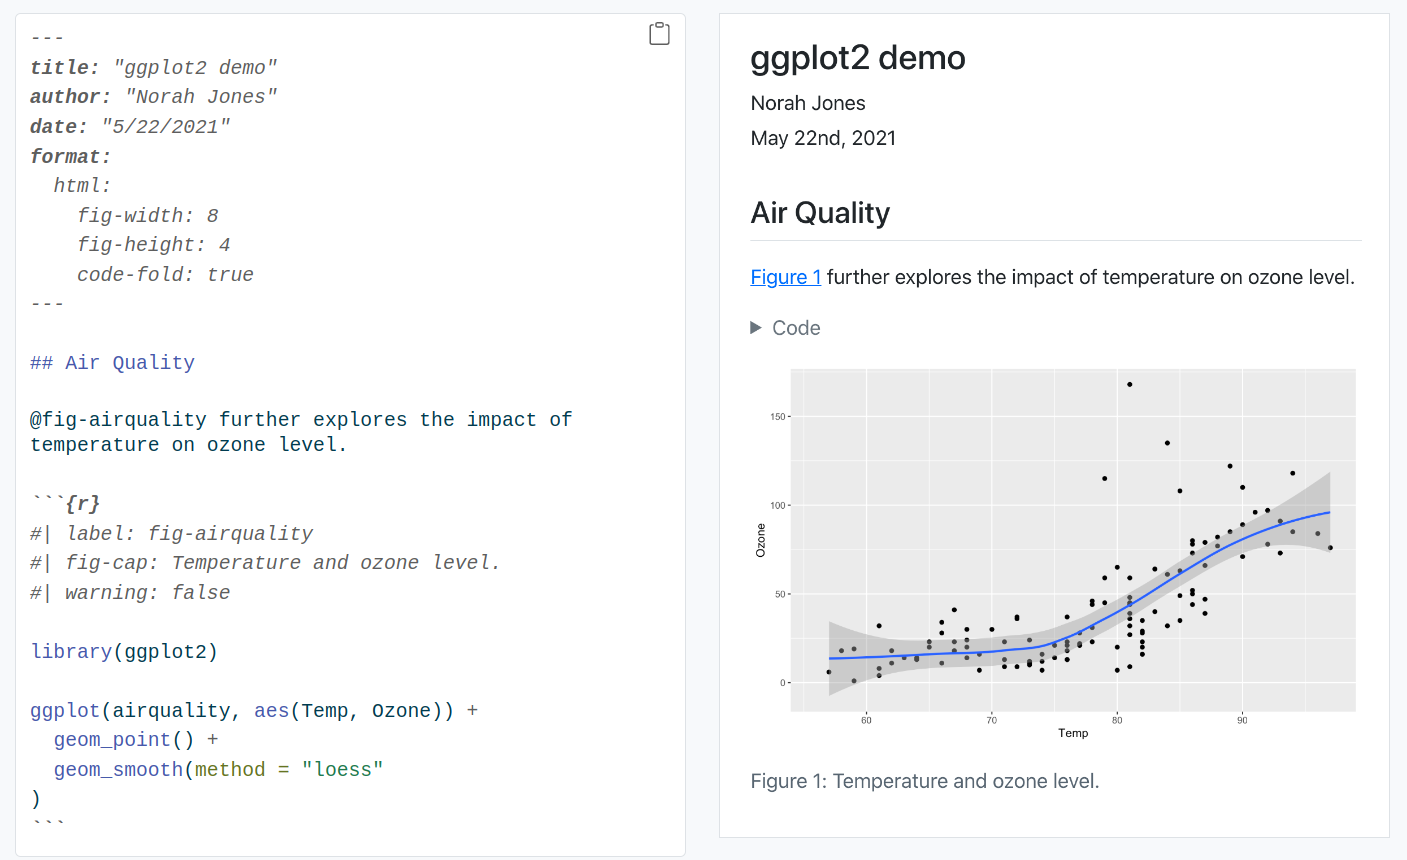 ---
title: "ggplot2 demo"
author: "Norah Jones"
date: "5/22/2021"
format:
  html:
    fig-width: 8
    fig-height: 4
    code-fold: true
---
## Air Quality
@fig-airquality further explores the impact of
temperature on ozone level.
```{r}
#| label: fig-airquality
#| fig-cap: Temperature and ozone level.
#| warning: false
library(ggplot2)
ggplot(airquality, aes(Temp, Ozone)) +
  geom_point() +
  geom_smooth(method = "loess"
)
```
ggplot2 demo
Norah Jones
May 22nd, 2021
Air Quality
Figure 1 further explores the impact of temperature on ozone level.
Code
150
100
50
0
Ozone
60 70 80 90
Temp
Figure 1: Temperature and ozone level.